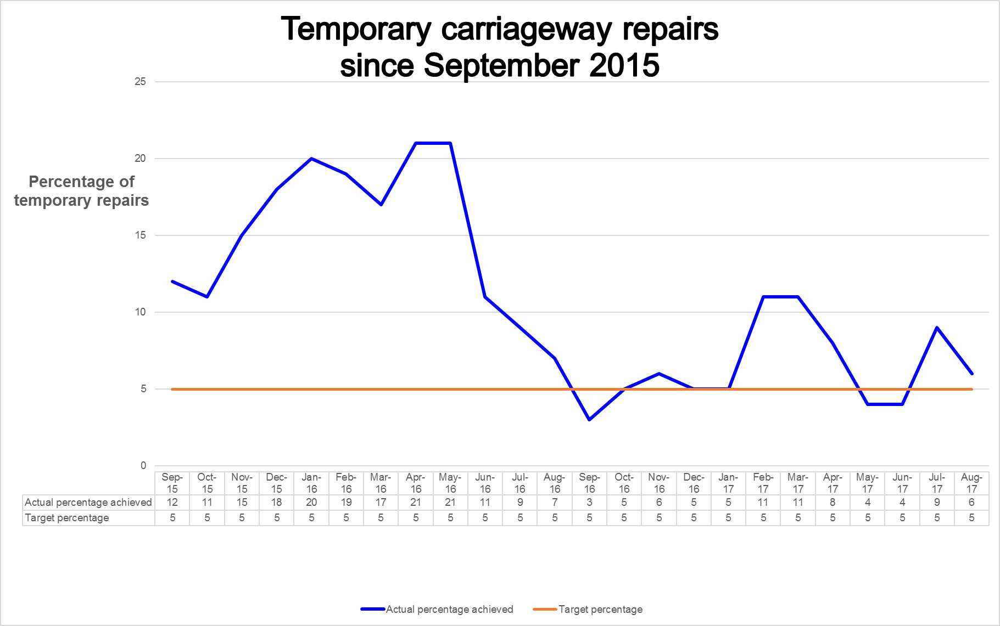 Temporary carriageway repairs
since September 2015
25
20
Percentage of
temporary repairs
15
10
5
0
Sep- Oct- Nov- Dec- Jan- Feb- Mar- Apr- May- Jun- Jul- Aug- Sep- Oct- Nov- Dec- Jan- Feb- Mar- Apr- May- Jun- Jul- Aug-
15 15 15 15 16 16 16 16 16 16 16 16 16 16 16 16 17 17 17 17 17 17 17 17
Actual percentage achieved 12 11 15 18 20 19 17 21 21 11 9 7 3 5 6 5 5 11 11 8 4 4 9 6
Target percentage 5 5 5 5 5 5 5 5 5 5 5 5 5 5 5 5 5 5 5 5 5 5 5 5
Actual percentage achieved Target percentage